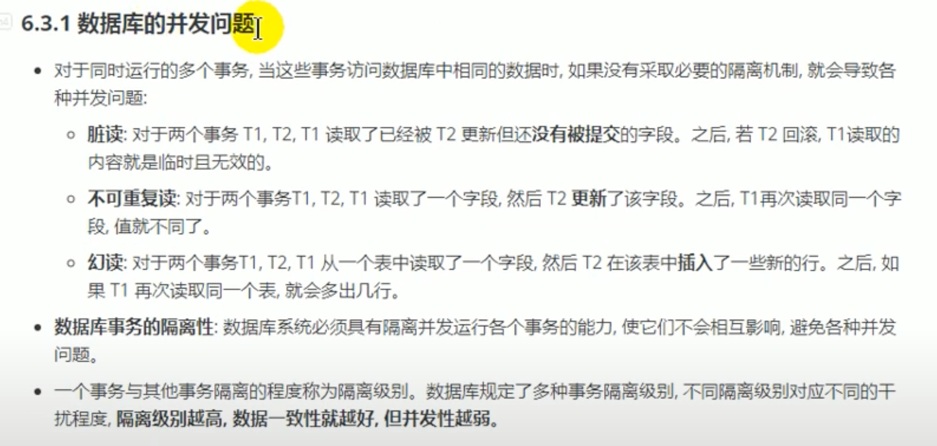 6.3.1 数据库的并发问题
对于同时运行的多个事务, 当这些事务访问数据库中相同的数据时, 如果没有采取必要的隔离机制, 就会导致各
种并发问题:
脏读: 对于两个事务 T1, T2, T1 读取了已经被 T2 更新但还没有被提交的字段。之后, 若 T2 回滚, T1读取的
内容就是临时且无效的。
不可重复读: 对于两个事务T1, T2, T1 读取了一个字段, 然后 T2 更新了该字段。之后, T1再次读取同一个字
段, 值就不同了。
幻读: 对于两个事务T1, T2, T1 从一个表中读取了一个字段, 然后 T2 在该表中插入了一些新的行。之后, 如
果 T1 再次读取同一个表, 就会多出几行。
数据库事务的隔离性: 数据库系统必须具有隔离并发运行各个事务的能力, 使它们不会相互影响, 避免各种并发
问题。
一个事务与其他事务隔离的程度称为隔离级别。数据库规定了多种事务隔离级别, 不同隔离级别对应不同的干
扰程度, 隔离级别越高, 数据一致性就越好, 但并发性越弱。